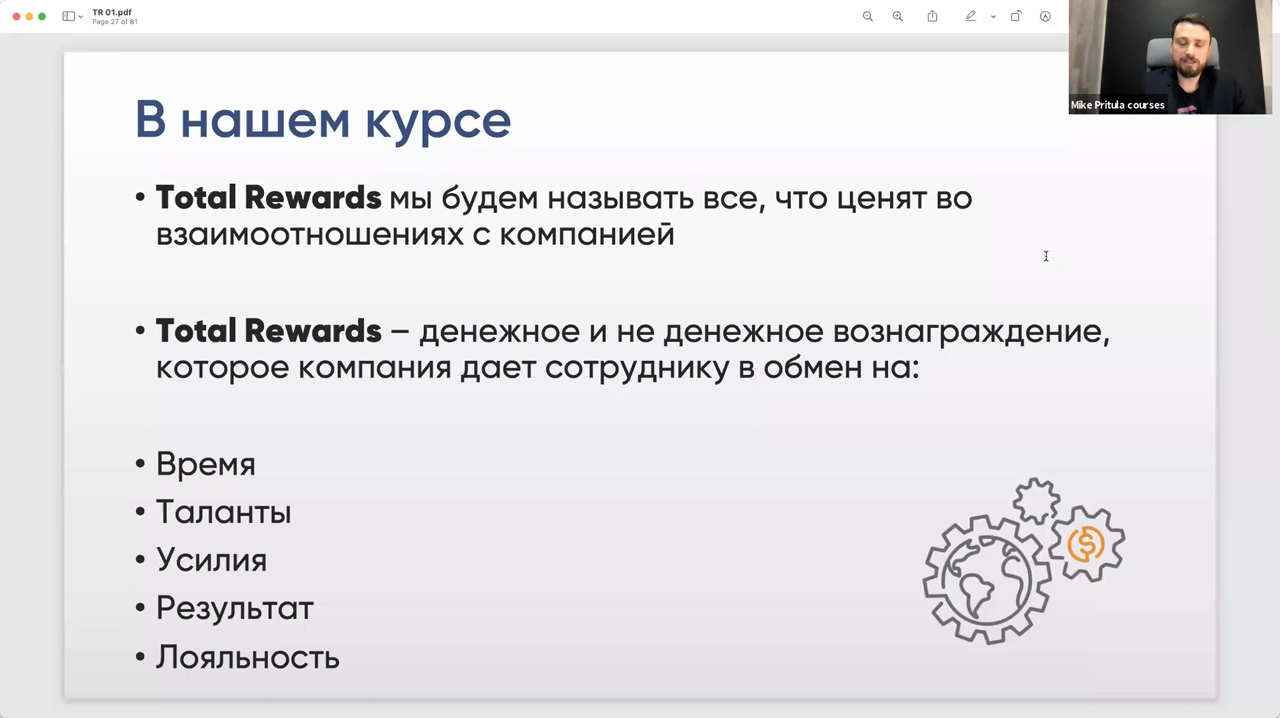 TR 01.pdf
Page 27 of 81
Mike Pritula courses
В нашем курсе
• Total Rewards мы будем называть все, что ценят во
взаимоотношениях с компанией
• Total Rewards – денежное и не денежное вознаграждение,
которое компания дает сотруднику в обмен на:
• Время
• Таланты
• Усилия
• Результат
• Лояльность
$